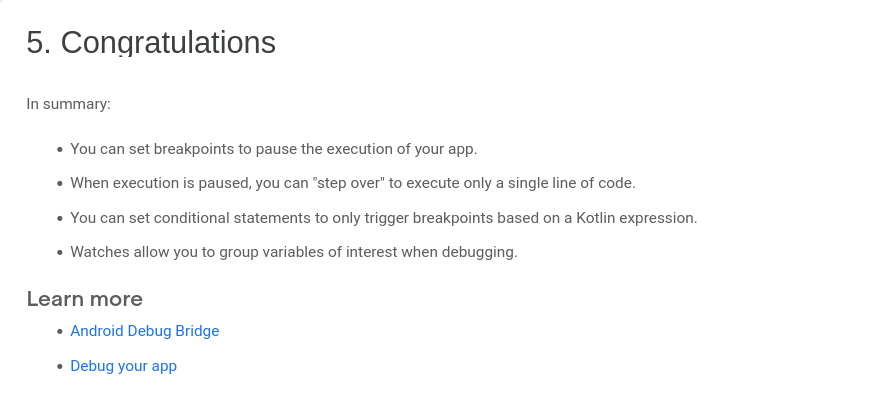 5. Congratulations
In summary:
• You can set breakpoints to pause the execution of your app.
• When execution is paused, you can "step over" to execute only a single line of code.
• You can set conditional statements to only trigger breakpoints based on a Kotlin expression.
• Watches allow you to group variables of interest when debugging.
Learn more
• Android Debug Bridge
• Debug your app